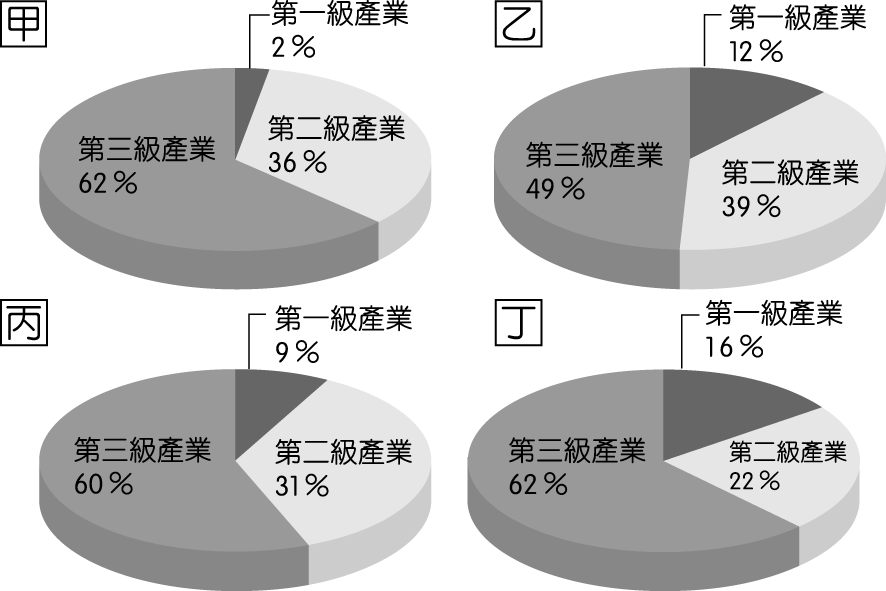 甲
第一級產業
2%
第二級產業
36%
第三級產業
62%
乙
第一級產業
12%
第二級產業
39%
第三級產業
49%
丙
第一級產業
9%
第二級產業
31%
第三級產業
60%
丁
第一級產業
16%
第二級產業
22%
第三級產業
62%